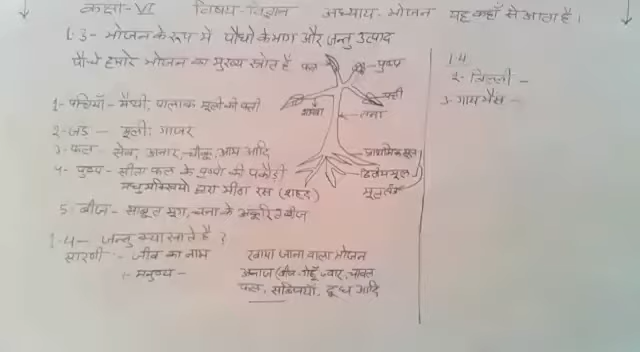 कक्षा-VI विषय-विज्ञान अध्याय-भोजन यह कहाँ से आता है।
1.3- भोजन के रूप में पौधों के भाग और जन्तु उत्पाद
पौधे हमारे भोजन का मुख्य स्त्रोत है
फल
पुष्प
पत्ती
शाखा
तना
प्राथमिक मूल
द्वितीयक मूल
मूल तंत्र
1- पत्तियाँ- मैथी, पालक मूली की पत्ती
2- जड़ - मूली, गाजर
3- फल - सेब, अनार, चीकू, आम आदि
4- पुष्प - सीता फल के पुष्पों की पकौड़ी
मधुमक्खियों द्वारा मीठा रस (शहद)
5. बीज - साबूत मूग, चना के अंकुरित बीज
1.4- जन्तु क्या खाते है ?
सारणी :- जीव का नाम खाया जाना वाला भोजन
1- मनुष्य - अनाज (जौ, गेहूँ, ज्वार, चावल
फल, सब्जियाँ, दूध आदि
1.4
2- बिल्ली -
3- गाय भैंस -